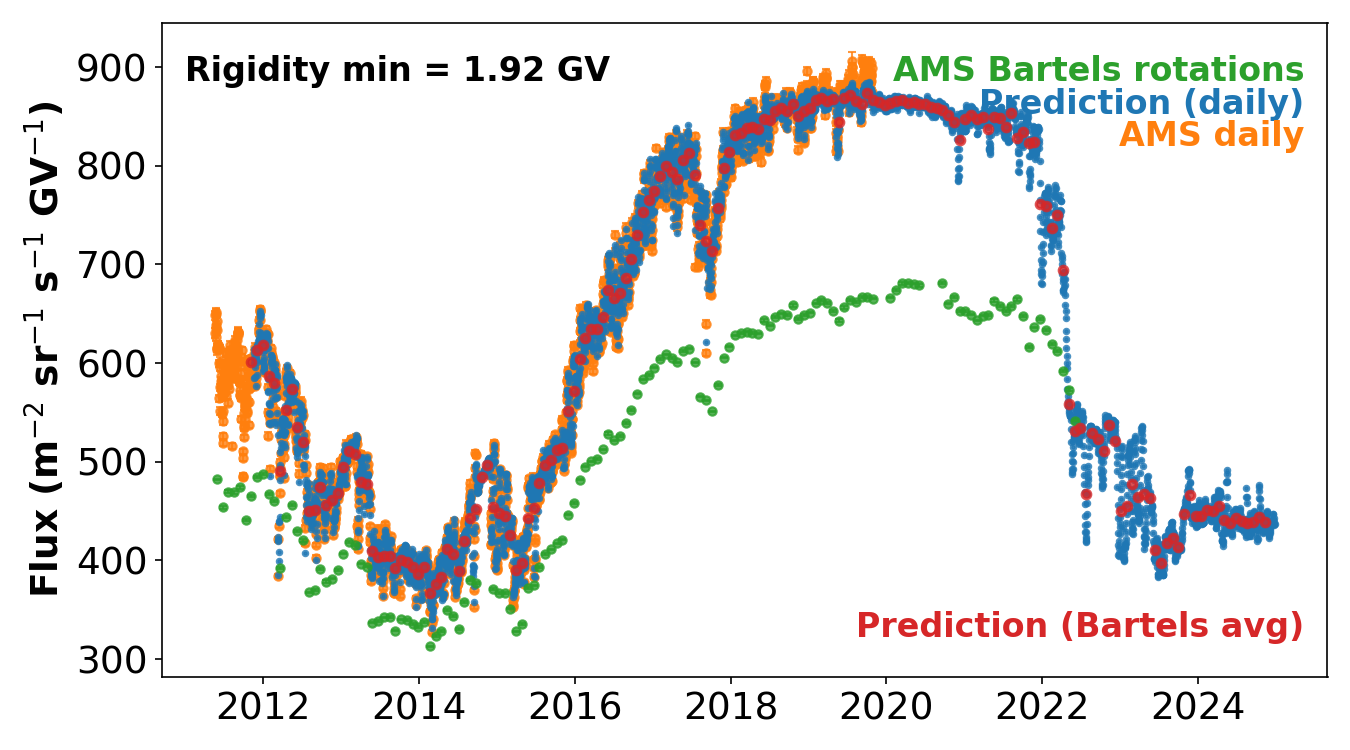 Rigidity min = 1.92 GV
AMS Bartels rotations
Prediction (daily)
AMS daily
Prediction (Bartels avg)
Flux (m⁻² sr⁻¹ s⁻¹ GV⁻¹)
900
800
700
600
500
400
300
2012 2014 2016 2018 2020 2022 2024